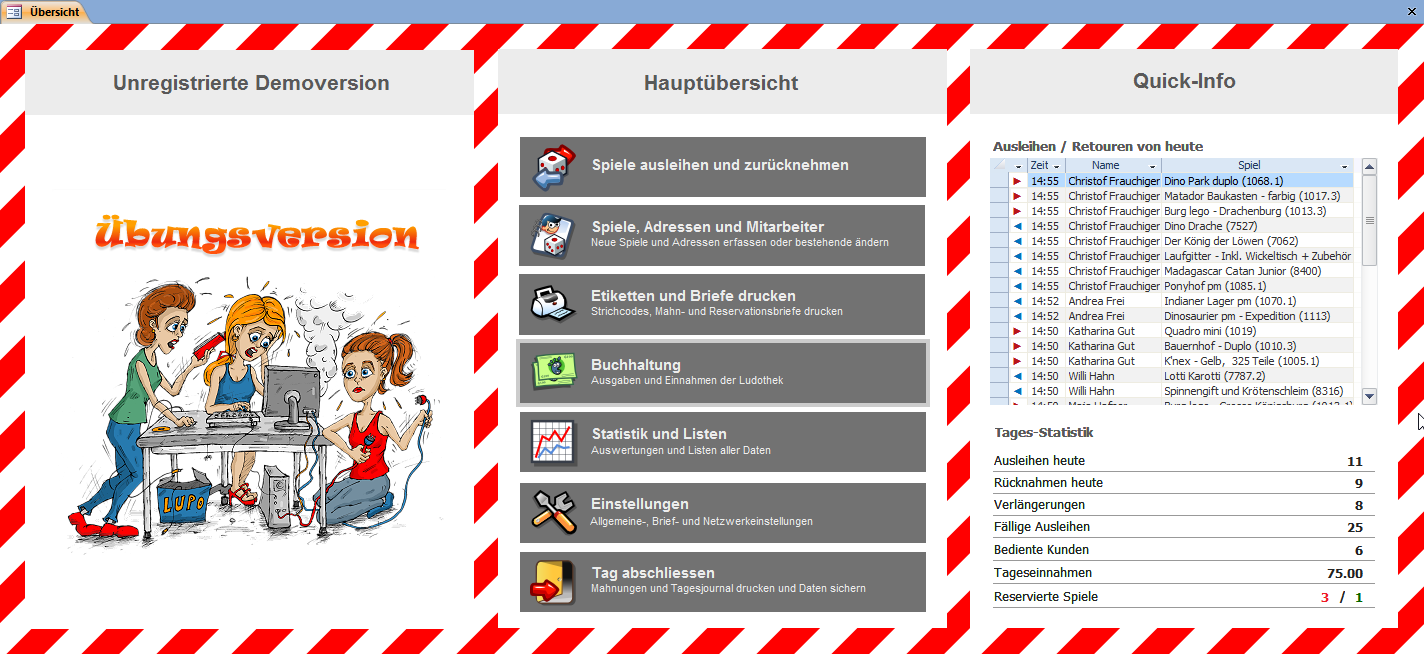 Übersicht
Unregistrierte Demoversion
Übungsversion
LUPO
Hauptübersicht
Spiele ausleihen und zurücknehmen
Spiele, Adressen und Mitarbeiter
Neue Spiele und Adressen erfassen oder bestehende ändern
Etiketten und Briefe drucken
Strichcodes, Mahn- und Reservationsbriefe drucken
Buchhaltung
Ausgaben und Einnahmen der Ludothek
Statistik und Listen
Auswertungen und Listen aller Daten
Einstellungen
Allgemeine-, Brief- und Netzwerkeinstellungen
Tag abschliessen
Mahnungen und Tagesjournal drucken und Daten sichern
Quick-Info
Ausleihen / Retouren von heute
Zeit Name Spiel
14:55 Christof Frauchiger Dino Park duplo (1068.1)
14:55 Christof Frauchiger Matador Baukasten - farbig (1017.3)
14:55 Christof Frauchiger Burg lego - Drachenburg (1013.3)
14:55 Christof Frauchiger Dino Drache (7527)
14:55 Christof Frauchiger Der König der Löwen (7062)
14:55 Christof Frauchiger Laufgitter - Inkl. Wickeltisch + Zubehör
14:55 Christof Frauchiger Madagascar Catan Junior (8400)
14:55 Christof Frauchiger Ponyhof pm (1085.1)
14:52 Andrea Frei Indianer Lager pm (1070.1)
14:52 Andrea Frei Dinosaurier pm - Expedition (1113)
14:50 Katharina Gut Quadro mini (1019)
14:50 Katharina Gut Bauernhof - Duplo (1010.3)
14:50 Katharina Gut K'nex - Gelb, 325 Teile (1005.1)
14:50 Willi Hahn Lotti Karotti (7787.2)
14:50 Willi Hahn Spinnengift und Krötenschleim (8316)
Tages-Statistik
Ausleihen heute 11
Rücknahmen heute 9
Verlängerungen 8
Fällige Ausleihen 25
Bediente Kunden 6
Tageseinnahmen 75.00
Reservierte Spiele 3 / 1